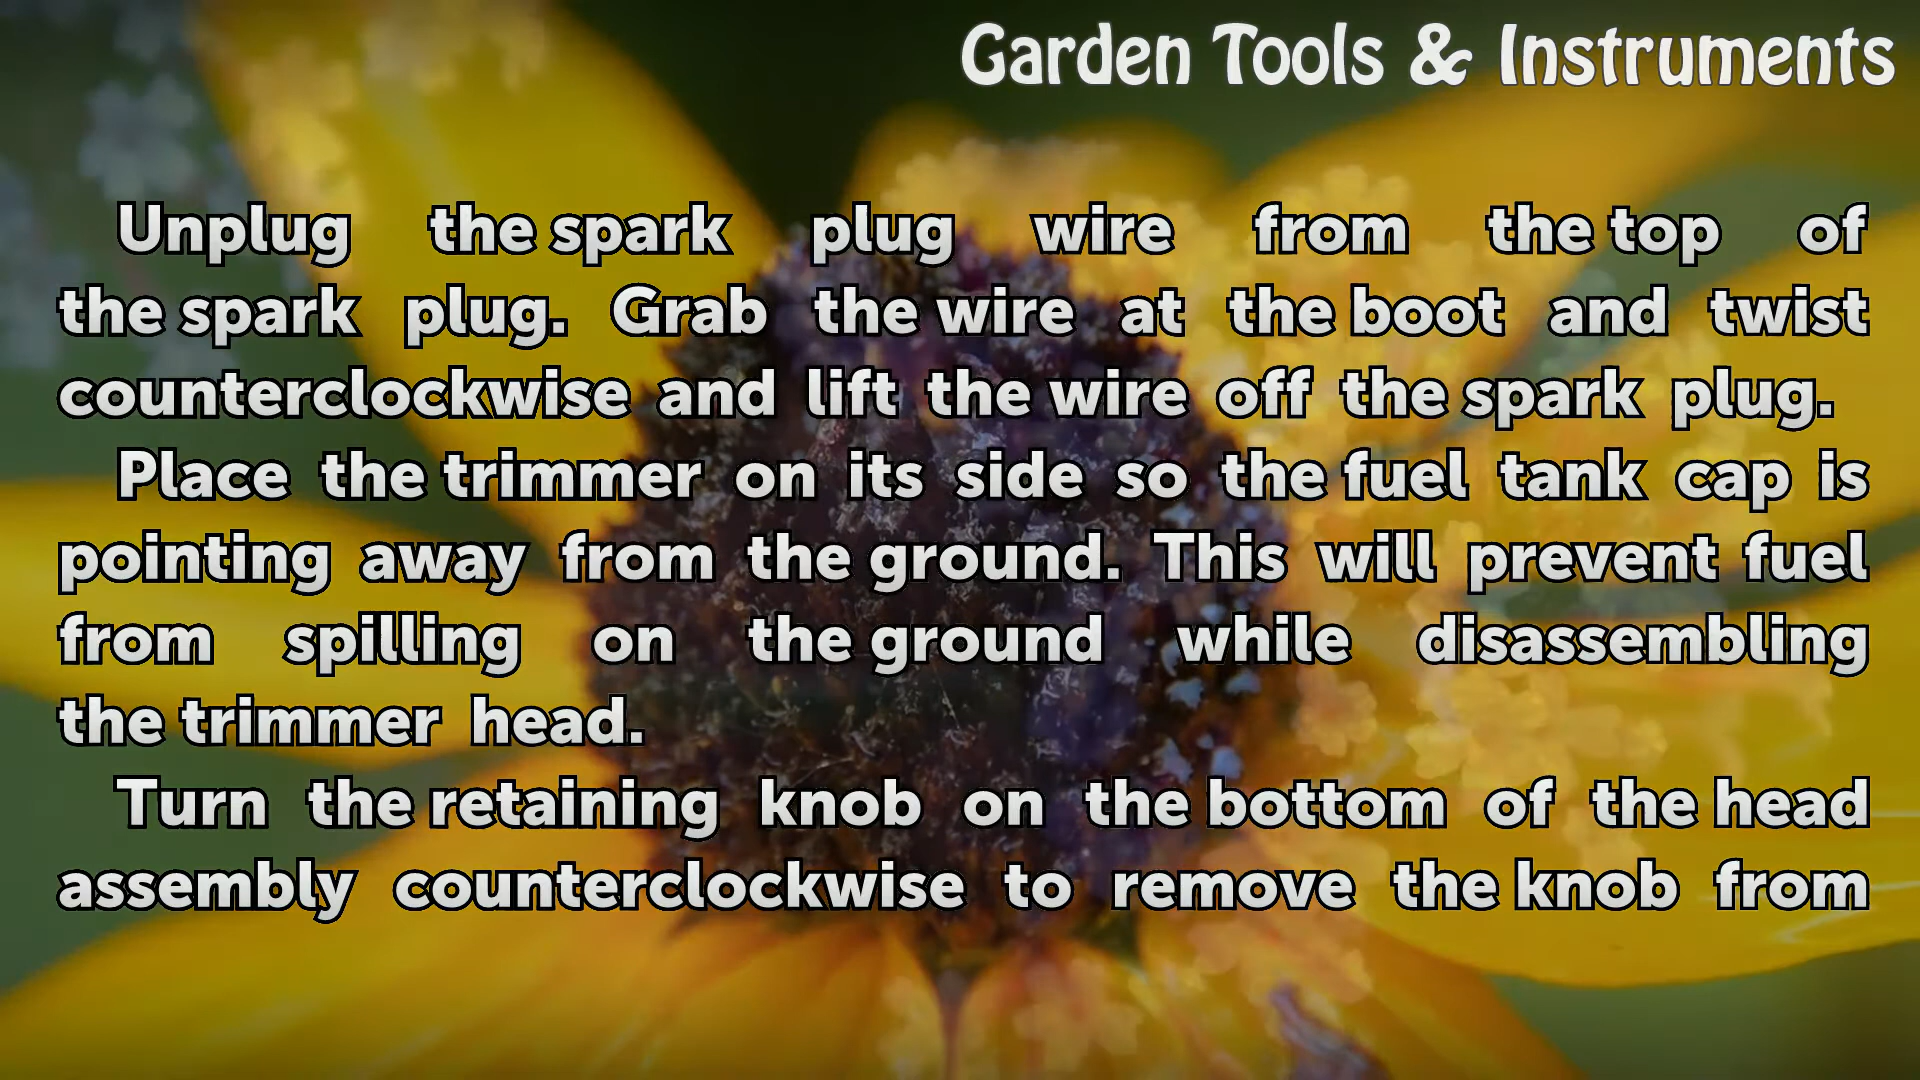 Garden Tools & Instruments
Unplug the spark plug wire from the top of
the spark plug. Grab the wire at the boot and twist
counterclockwise and lift the wire off the spark plug.
Place the trimmer on its side so the fuel tank cap is
pointing away from the ground. This will prevent fuel
from spilling on the ground while disassembling
the trimmer head.
Turn the retaining knob on the bottom of the head
assembly counterclockwise to remove the knob from